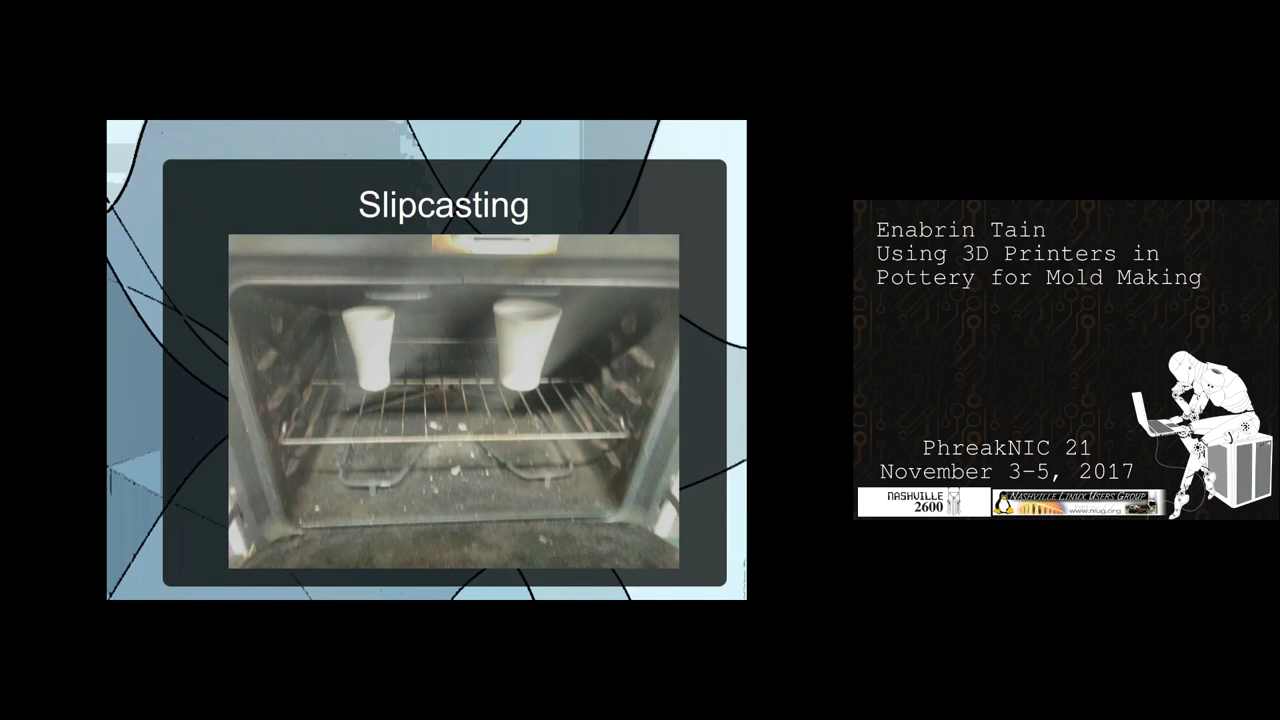 Slipcasting
Enabrin Tain
Using 3D Printers in
Pottery for Mold Making
PhreakNIC 21
November 3-5, 2017
NASHVILLE
2600
NASHVILLE LINUX USERS GROUP
www.nlug.org